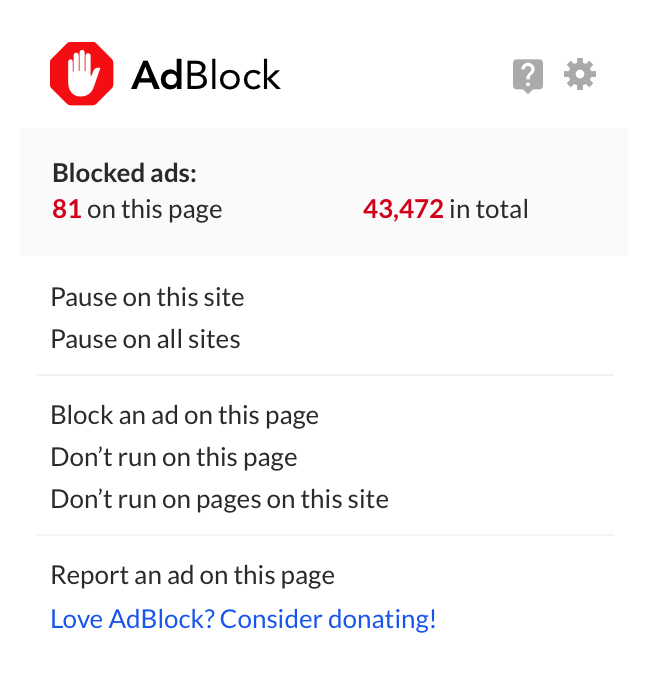 AdBlock
?
Blocked ads:
81 on this page 43,472 in total
Pause on this site
Pause on all sites
Block an ad on this page
Don’t run on this page
Don’t run on pages on this site
Report an ad on this page
Love AdBlock? Consider donating!